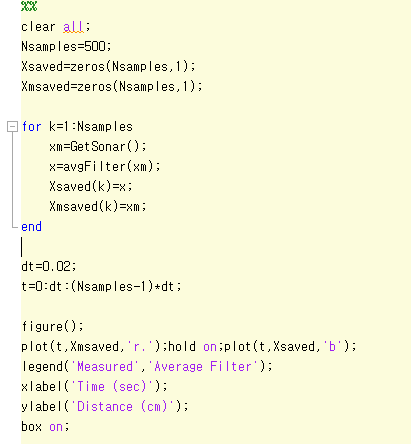 %%
clear all;
Nsamples=500;
Xsaved=zeros(Nsamples,1);
Xmsaved=zeros(Nsamples,1);
for k=1:Nsamples
    xm=GetSonar();
    x=avgFilter(xm);
    Xsaved(k)=x;
    Xmsaved(k)=xm;
end
dt=0.02;
t=0:dt:(Nsamples-1)*dt;
figure();
plot(t,Xmsaved,'r.');hold on;plot(t,Xsaved,'b');
legend('Measured','Average Filter');
xlabel('Time (sec)');
ylabel('Distance (cm)');
box on;